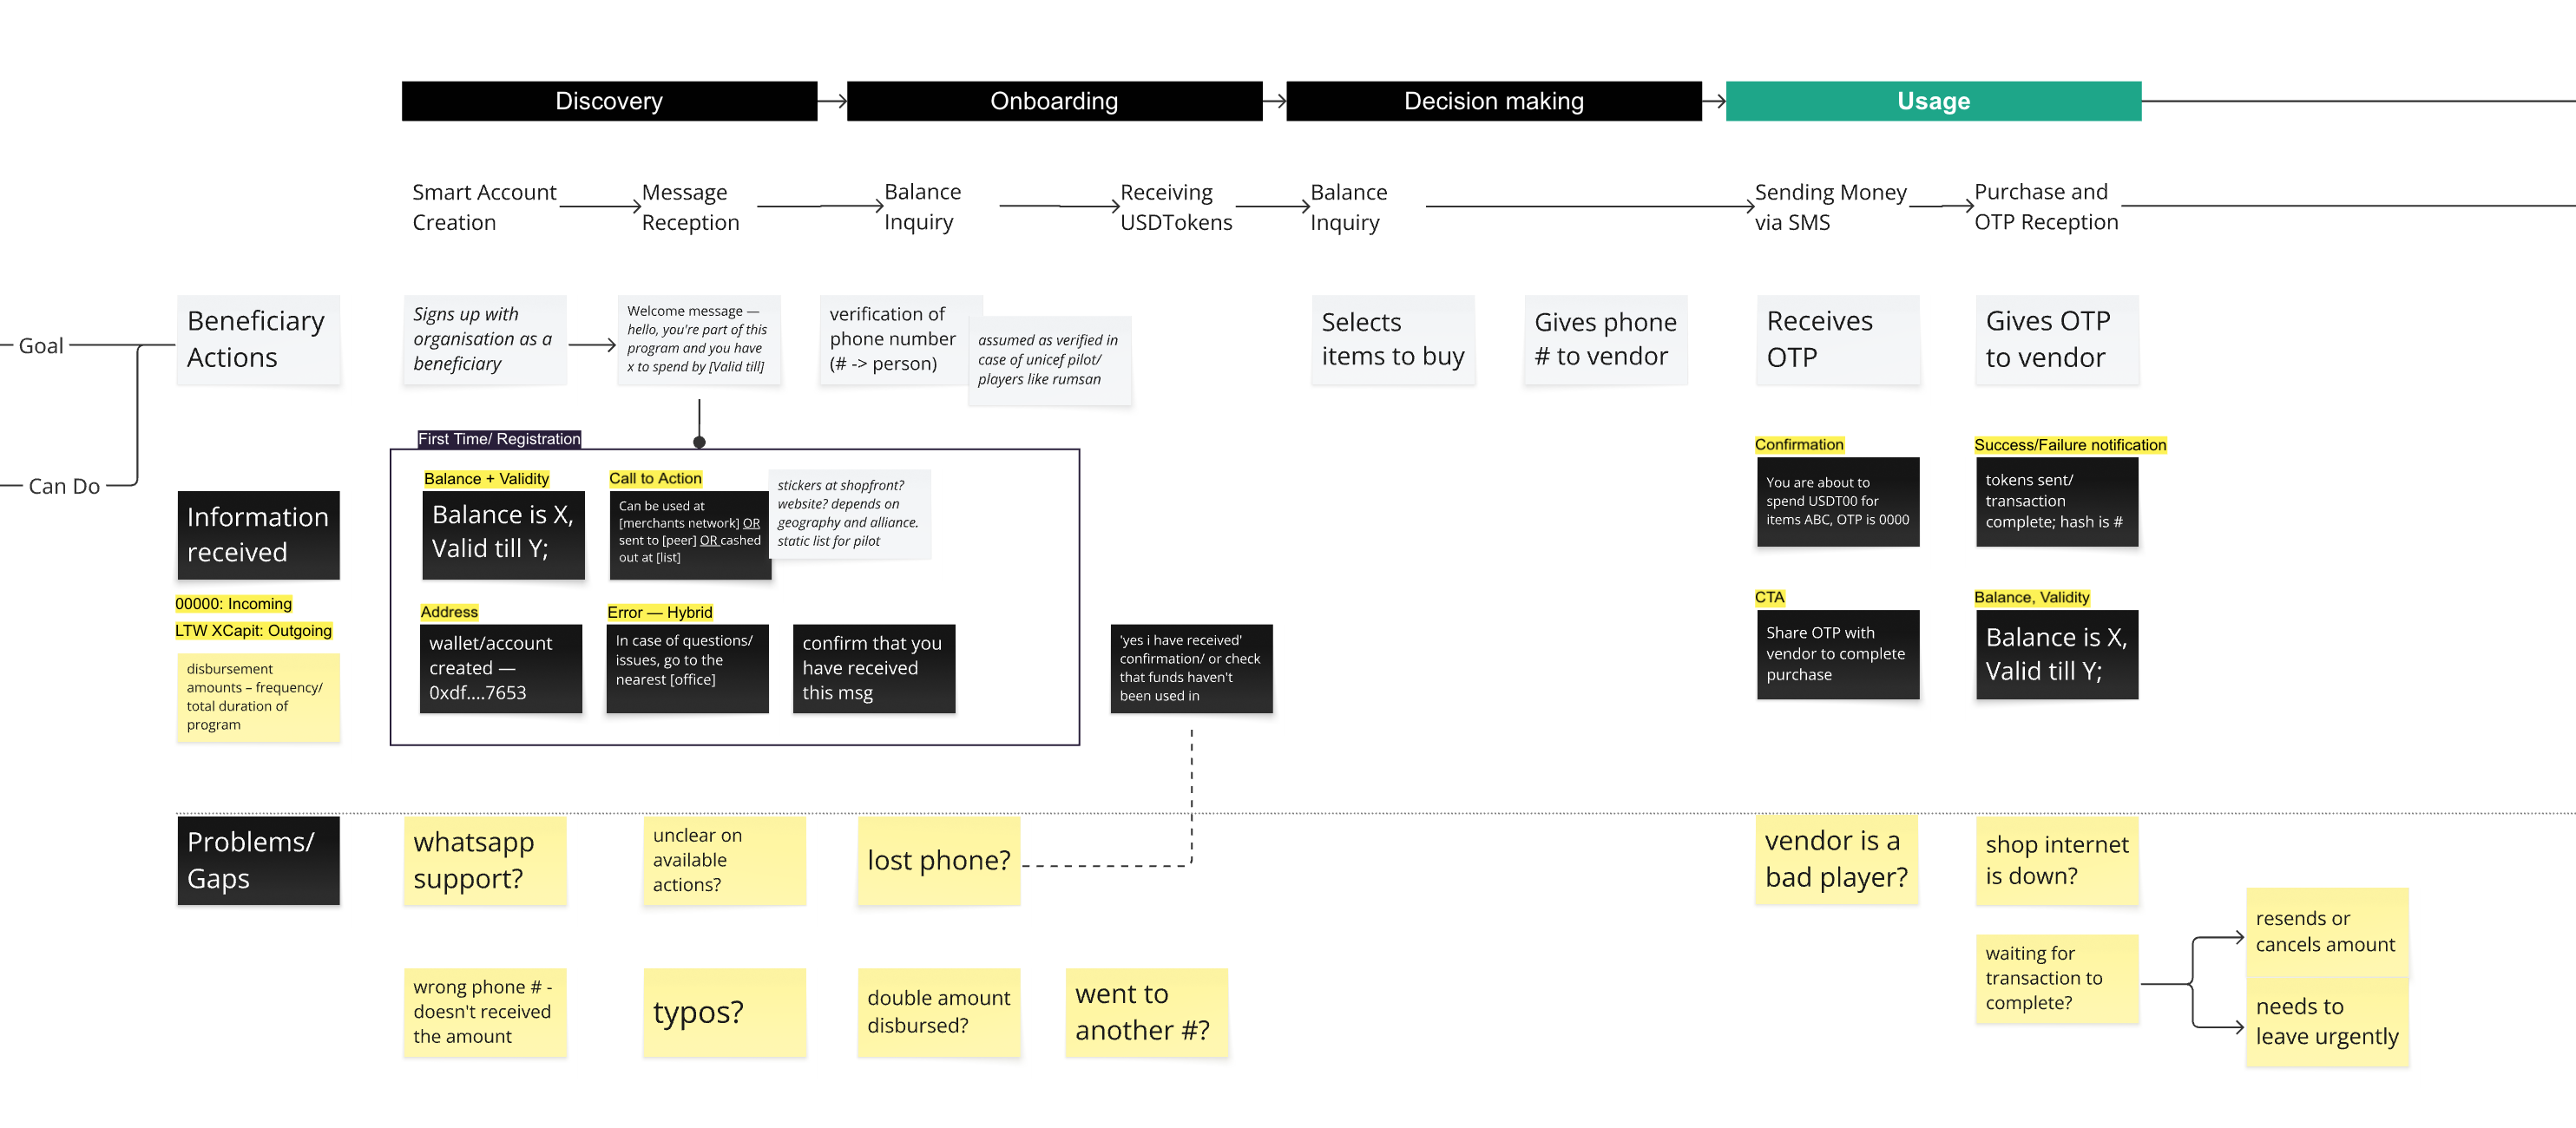 Discovery
Onboarding
Decision making
Usage
Smart Account
Creation
Message
Reception
Balance
Inquiry
Receiving
USDTokens
Balance
Inquiry
Sending Money
via SMS
Purchase and
OTP Reception
Goal
Can Do
Beneficiary
Actions
Signs up with
organisation as a
beneficiary
Welcome message —
hello, you're part of this
program and you have
x to spend by [Valid till]
verification of
phone number
(# -> person)
assumed as verified in
case of unicef pilot/
players like rumsan
Selects
items to buy
Gives phone
# to vendor
Receives
OTP
Gives OTP
to vendor
Information
received
00000: Incoming
LTW XCapit: Outgoing
disbursement
amounts – frequency/
total duration of
program
First Time/ Registration
Balance + Validity
Balance is X,
Valid till Y;
Call to Action
Can be used at
[merchants network] OR
sent to [peer] OR cashed
out at [list]
stickers at shopfront?
website? depends on
geography and alliance.
static list for pilot
Address
wallet/account
created —
0xdf....7653
Error — Hybrid
In case of questions/
issues, go to the
nearest [office]
confirm that you
have received
this msg
'yes i have received'
confirmation/ or check
that funds haven't
been used in
Confirmation
You are about to
spend USDT00 for
items ABC, OTP is 0000
Success/Failure notification
tokens sent/
transaction
complete; hash is #
CTA
Share OTP with
vendor to complete
purchase
Balance, Validity
Balance is X,
Valid till Y;
Problems/
Gaps
whatsapp
support?
unclear on
available
actions?
lost phone?
vendor is a
bad player?
shop internet
is down?
wrong phone # -
doesn't received
the amount
typos?
double amount
disbursed?
went to
another #?
waiting for
transaction to
complete?
resends or
cancels amount
needs to
leave urgently